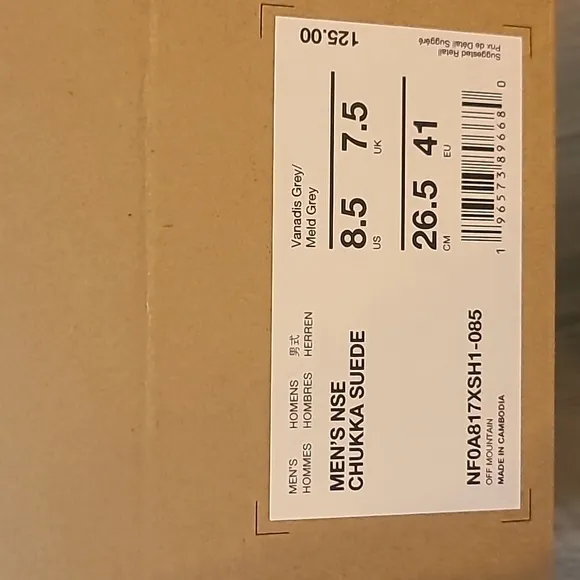 MEN'S HOMENS 男式
HOMMES HOMBRES HERREN
MEN'S NSE
CHUKKA SUEDE
NF0A817XSH1-085
OFF MOUNTAIN
MADE IN CAMBODIA
Vanadis Grey/
Meld Grey
8.5 7.5
US UK
26.5 41
CM EU
1 96573 89668 0
125.00
Suggested Retail
Prix de Détail Suggéré